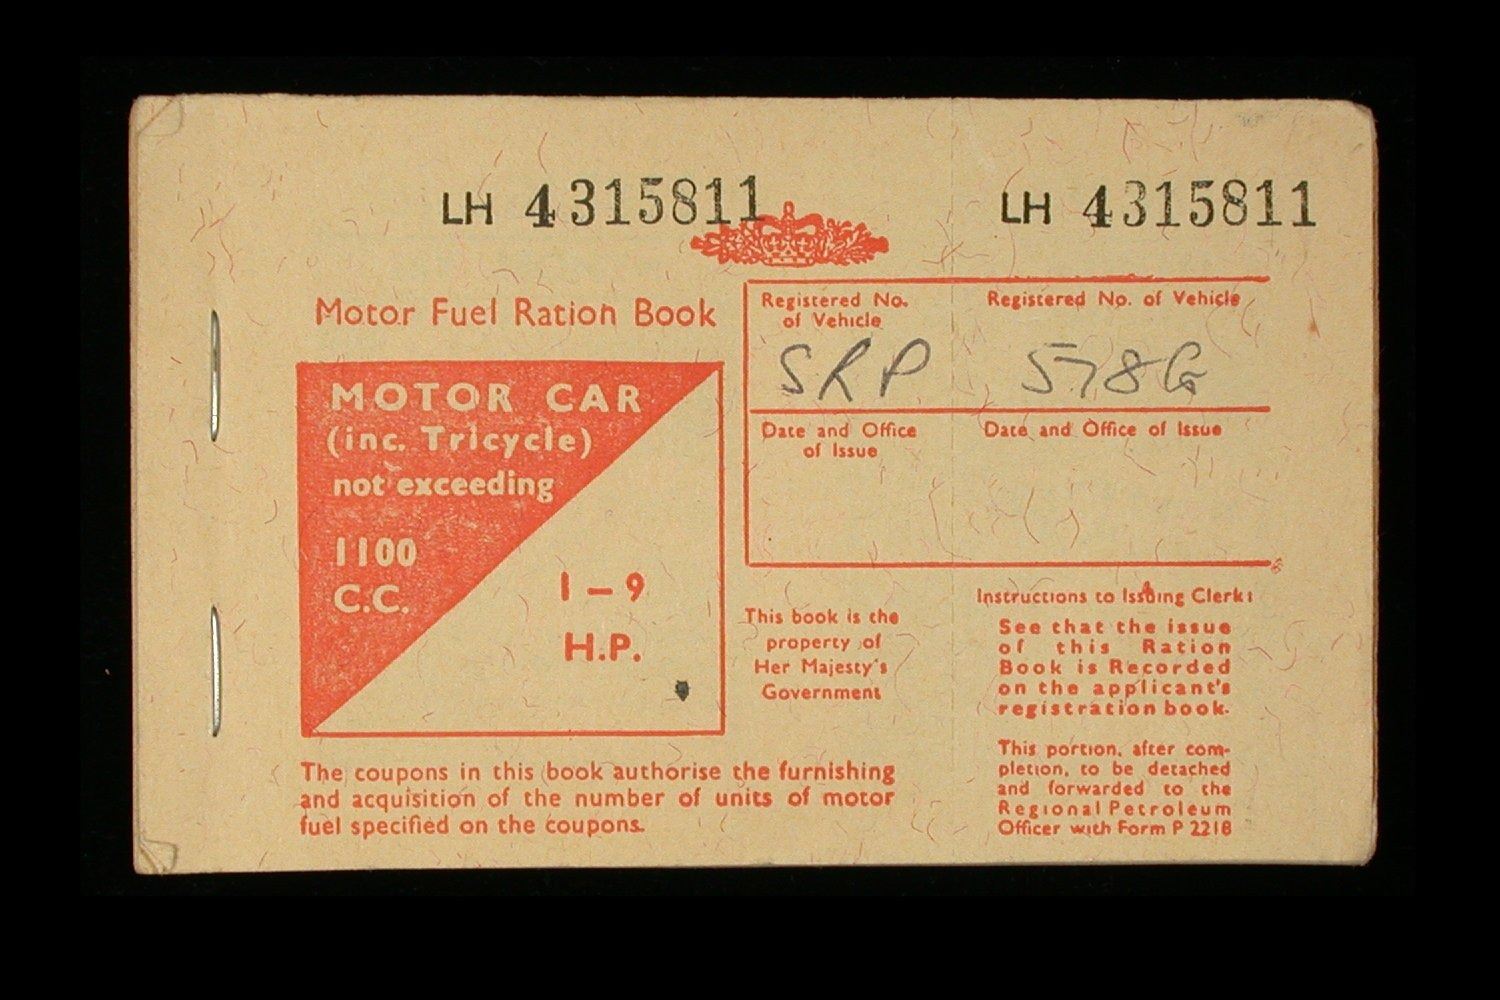 LH 4315811
LH 4315811
Motor Fuel Ration Book
MOTOR CAR
(inc. Tricycle)
not exceeding
1100
C.C.
1 – 9
H.P.
The coupons in this book authorise the furnishing
and acquisition of the number of units of motor
fuel specified on the coupons.
Registered No.
of Vehicle
SRP
Date and Office
of Issue
This book is the
property of
Her Majesty's
Government
Registered No. of Vehicle
578G
Date and Office of Issue
Instructions to Issuing Clerk:
See that the issue
of this Ration
Book is Recorded
on the applicant's
registration book.
This portion, after com-
pletion, to be detached
and forwarded to the
Regional Petroleum
Officer with Form P 221B